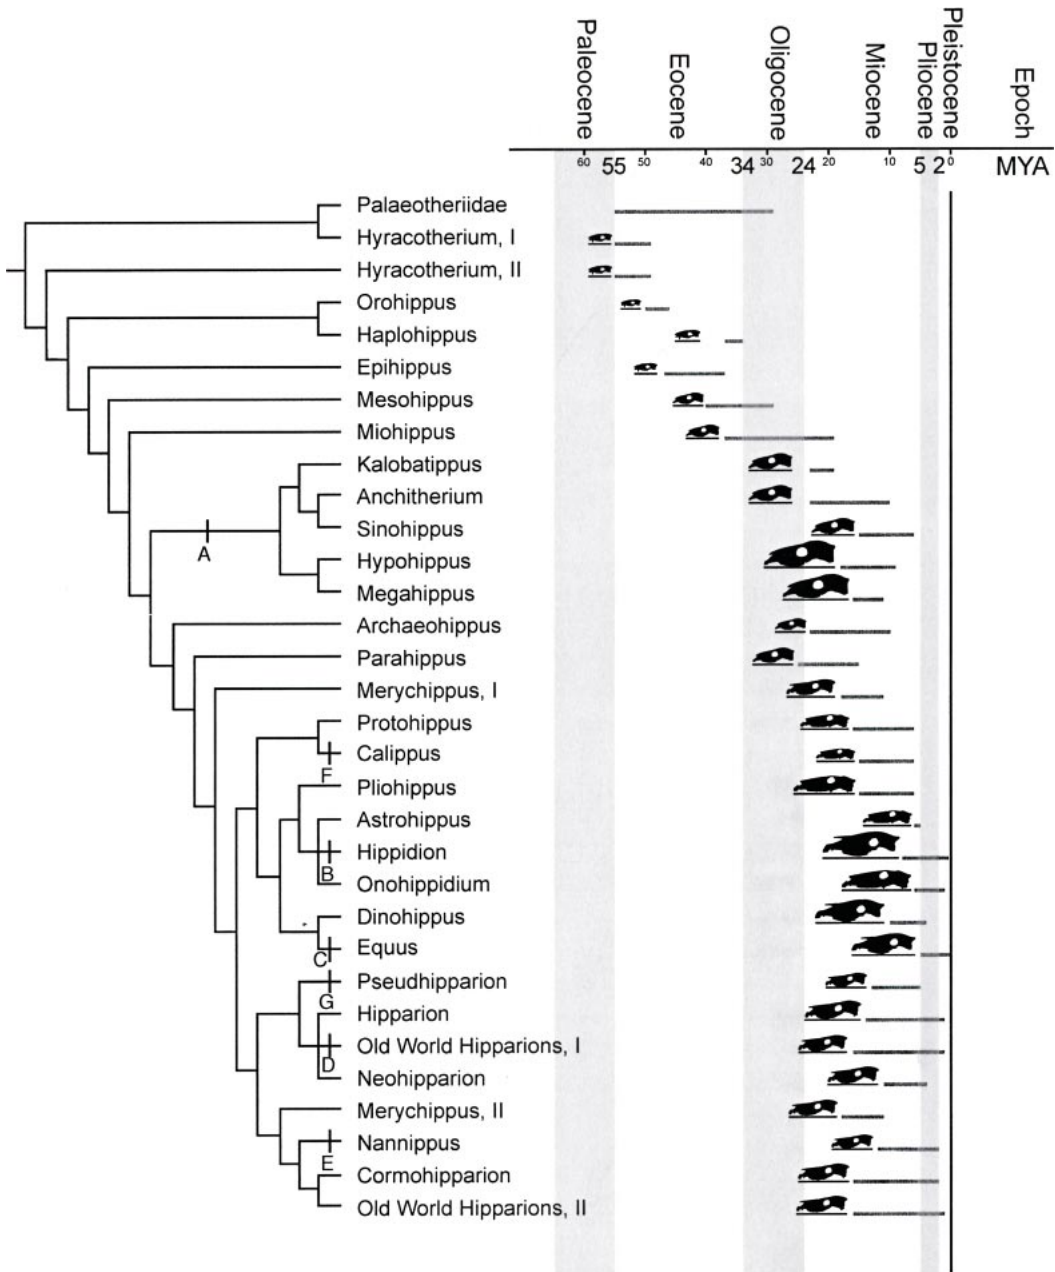 Paleocene
Eocene
Oligocene
Miocene
Pliocene
Pleistocene
Epoch
60 55 50 40 34 30 24 20 10 5 2 0 MYA
Palaeotheriidae
Hyracotherium, I
Hyracotherium, II
Orohippus
Haplohippus
Epihippus
Mesohippus
Miohippus
Kalobatippus
Anchitherium
Sinohippus
A
Hypohippus
Megahippus
Archaeohippus
Parahippus
Merychippus, I
Protohippus
Calippus
F
Pliohippus
Astrohippus
Hippidion
B
Onohippidium
Dinohippus
Equus
C
Pseudhipparion
G
Hipparion
Old World Hipparions, I
D
Neohipparion
Merychippus, II
Nannippus
E
Cormohipparion
Old World Hipparions, II